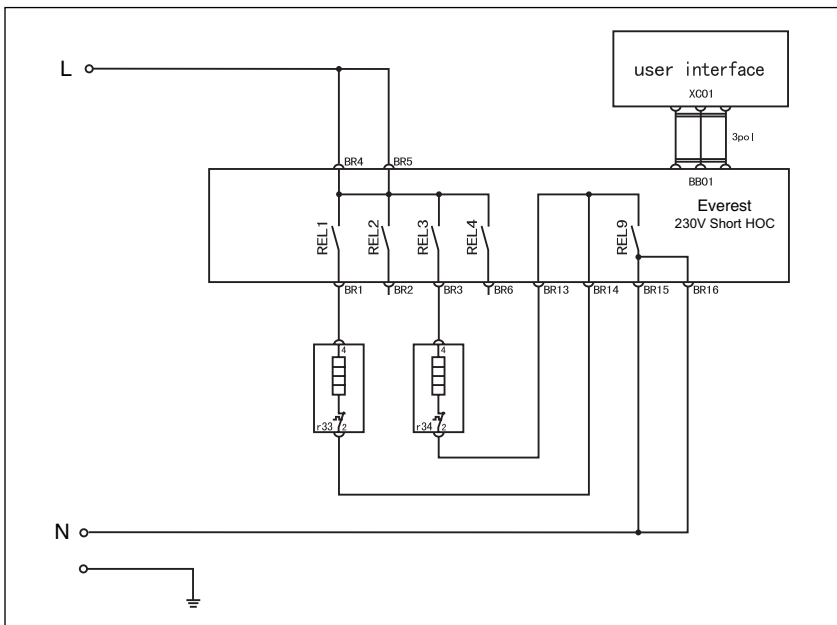 L
user interface
XC01
3pol
BR4
BR5
BB01
Everest
230V Short HOC
REL1
REL2
REL3
REL4
REL9
BR1
BR2
BR3
BR6
BR13
BR14
BR15
BR16
4
4
r33
2
r34
2
N